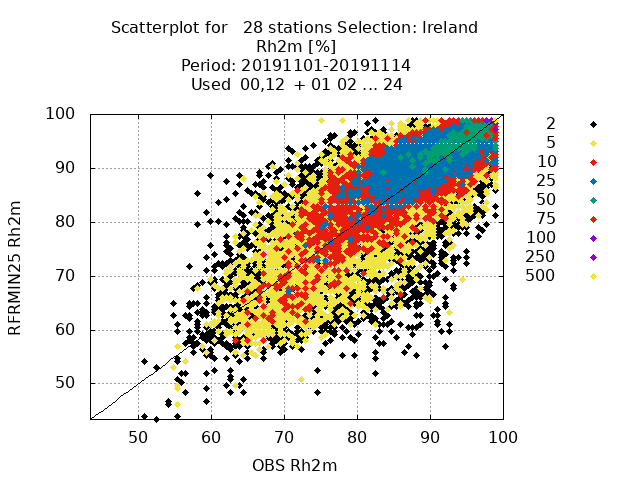 Scatterplot for 28 stations Selection: Ireland
Rh2m [%]
Period: 20191101-20191114
Used 00,12 + 01 02 ... 24
100
90
80
70
60
50
RFRMIN25 Rh2m
50 60 70 80 90 100
OBS Rh2m
2
5
10
25
50
75
100
250
500